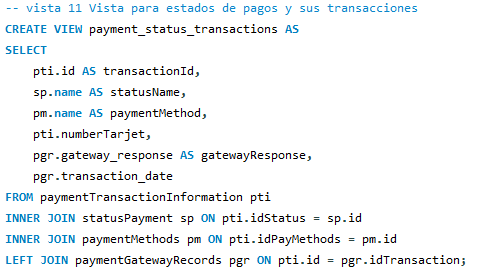 -- vista 11 Vista para estados de pagos y sus transacciones
CREATE VIEW payment_status_transactions AS
SELECT
pti.id AS transactionId,
sp.name AS statusName,
pm.name AS paymentMethod,
pti.numberTarjet,
pgr.gateway_response AS gatewayResponse,
pgr.transaction_date
FROM paymentTransactionInformation pti
INNER JOIN statusPayment sp ON pti.idStatus = sp.id
INNER JOIN paymentMethods pm ON pti.idPayMethods = pm.id
LEFT JOIN paymentGatewayRecords pgr ON pti.id = pgr.idTransaction;